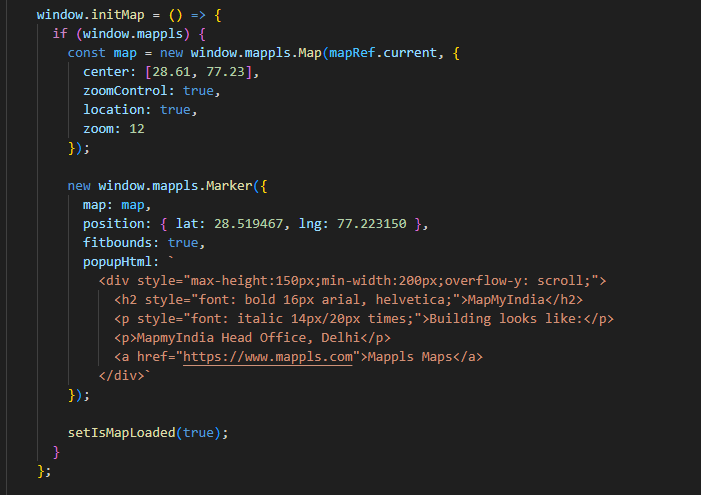 window.initMap = () => {
if (window.mappls) {
const map = new window.mappls.Map(mapRef.current, {
center: [28.61, 77.23],
zoomControl: true,
location: true,
zoom: 12
});
new window.mappls.Marker({
map: map,
position: { lat: 28.519467, lng: 77.223150 },
fitbounds: true,
popupHtml: `
<div style="max-height:150px;min-width:200px;overflow-y: scroll;">
<h2 style="font: bold 16px arial, helvetica;">MapMyIndia</h2>
<p style="font: italic 14px/20px times;">Building looks like:</p>
<p>MapmyIndia Head Office, Delhi</p>
<a href="https://www.mappls.com">Mappls Maps</a>
</div>`
});
setIsMapLoaded(true);
}
};